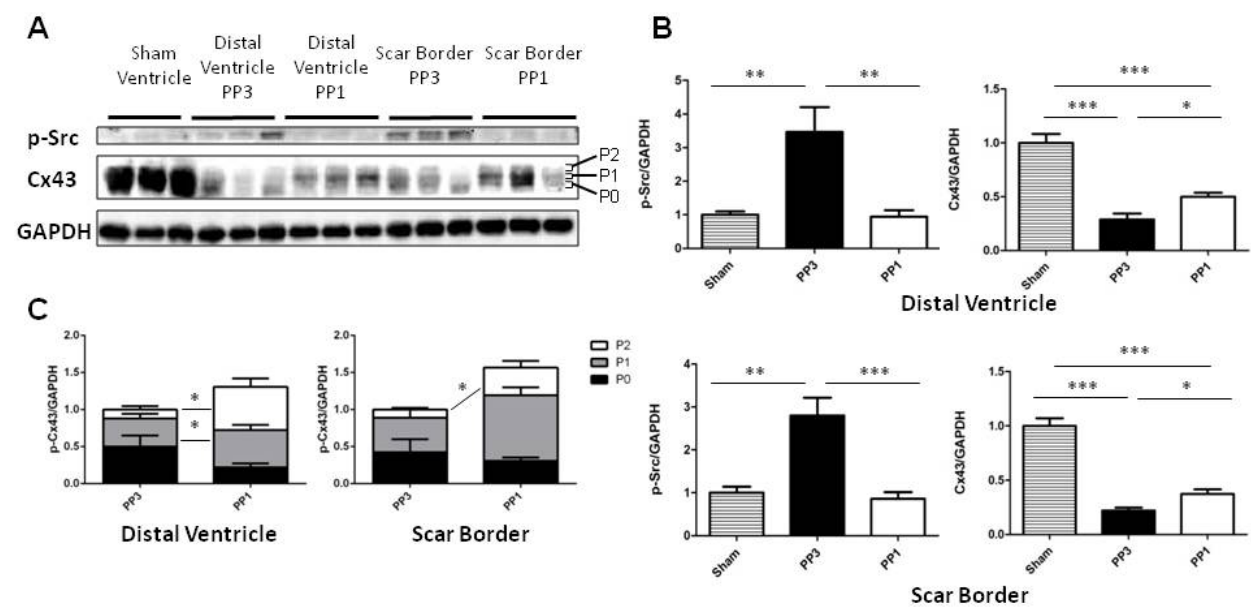 A
Sham
Ventricle
Distal
Ventricle
PP3
Distal
Ventricle
PP1
Scar Border
PP3
Scar Border
PP1
p-Src
Cx43
GAPDH
P2
P1
P0
B
p-Src/GAPDH
5
4
3
2
1
0
**
**
Sham
PP3
PP1
Cx43/GAPDH
1.5
1.0
0.5
0.0
***
***
*
Sham
PP3
PP1
Distal Ventricle
p-Src/GAPDH
4
3
2
1
0
**
***
Sham
PP3
PP1
Cx43/GAPDH
1.5
1.0
0.5
0.0
***
***
*
Sham
PP3
PP1
Scar Border
C
p-Cx43/GAPDH
2.0
1.5
1.0
0.5
0.0
*
*
PP3
PP1
Distal Ventricle
p-Cx43/GAPDH
2.0
1.5
1.0
0.5
0.0
*
PP3
PP1
Scar Border
P2
P1
P0